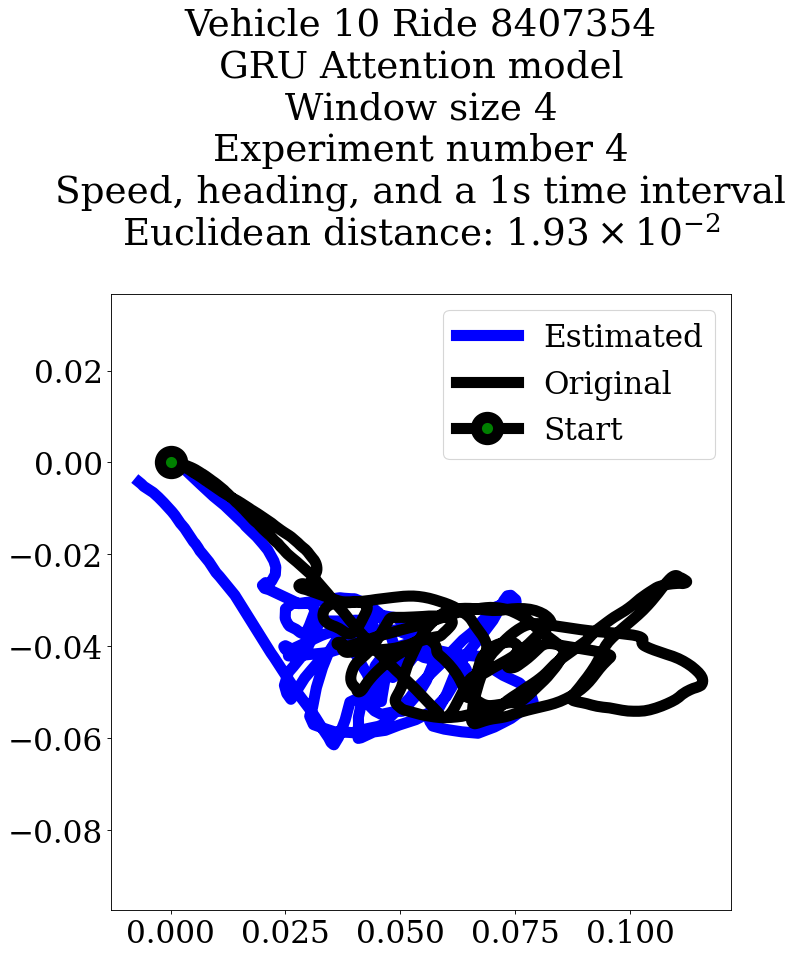 Vehicle 10 Ride 8407354
GRU Attention model
Window size 4
Experiment number 4
Speed, heading, and a 1s time interval
Euclidean distance: 1.93 × 10⁻²
Estimated
Original
Start
0.02
0.00
−0.02
−0.04
−0.06
−0.08
0.000 0.025 0.050 0.075 0.100